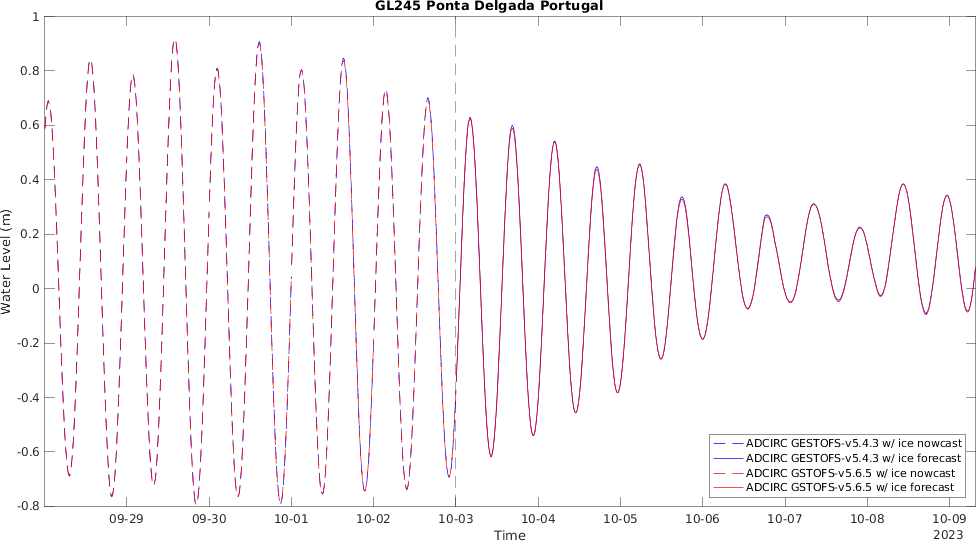 GL245 Ponta Delgada Portugal
1
0.8
0.6
0.4
0.2
0
-0.2
-0.4
-0.6
-0.8
Water Level (m)
ADCIRC GESTOFS-v5.4.3 w/ ice nowcast
ADCIRC GESTOFS-v5.4.3 w/ ice forecast
ADCIRC GSTOFS-v5.6.5 w/ ice nowcast
ADCIRC GSTOFS-v5.6.5 w/ ice forecast
09-29 09-30 10-01 10-02 10-03 10-04 10-05 10-06 10-07 10-08 10-09
2023
Time